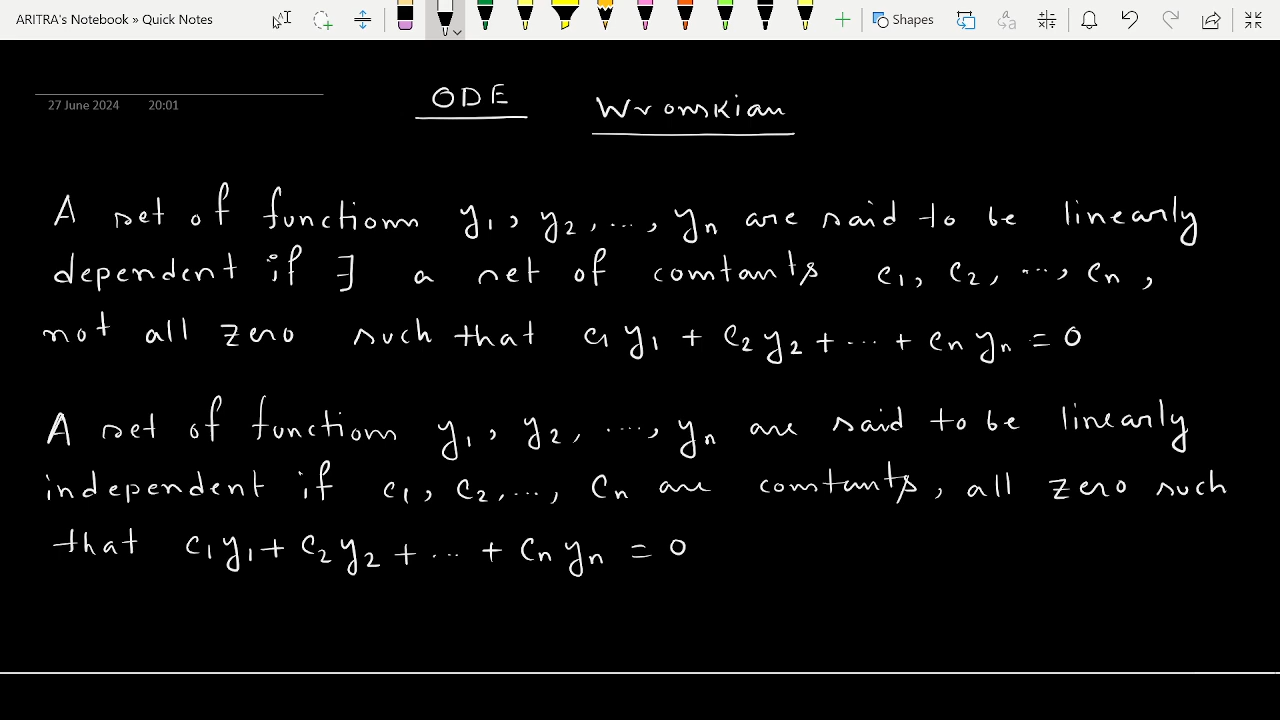 ARITRA's Notebook » Quick Notes
Shapes
27 June 2024 20:01
ODE Wronskian
A set of functions y₁, y₂, ..., yₙ are said to be linearly
dependent if ∃ a set of constants c₁, c₂, ..., cₙ,
not all zero such that c₁y₁ + c₂y₂ + ... + cₙyₙ = 0
A set of functions y₁, y₂, ..., yₙ are said to be linearly
independent if c₁, c₂, ..., cₙ are constants, all zero such
that c₁y₁ + c₂y₂ + ... + cₙyₙ = 0